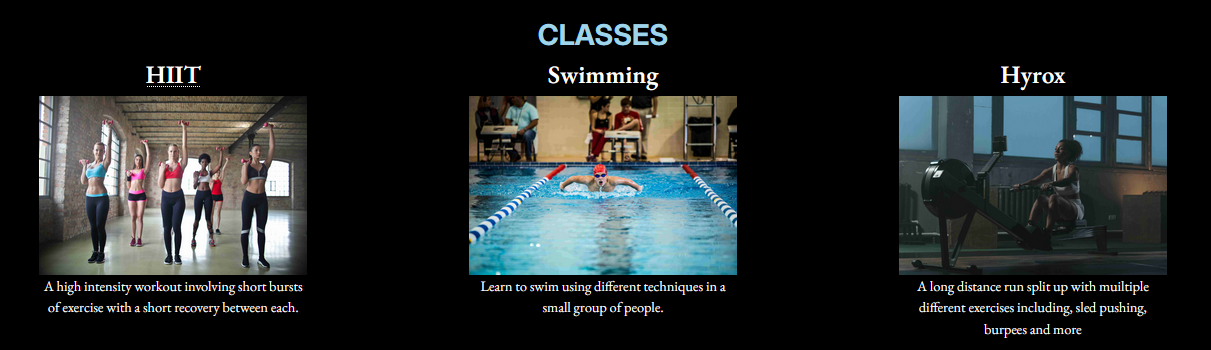 CLASSES
HIIT
Swimming
Hyrox
A high intensity workout involving short bursts
of exercise with a short recovery between each.
Learn to swim using different techniques in a
small group of people.
A long distance run split up with muiltiple
different exercises including, sled pushing,
burpees and more